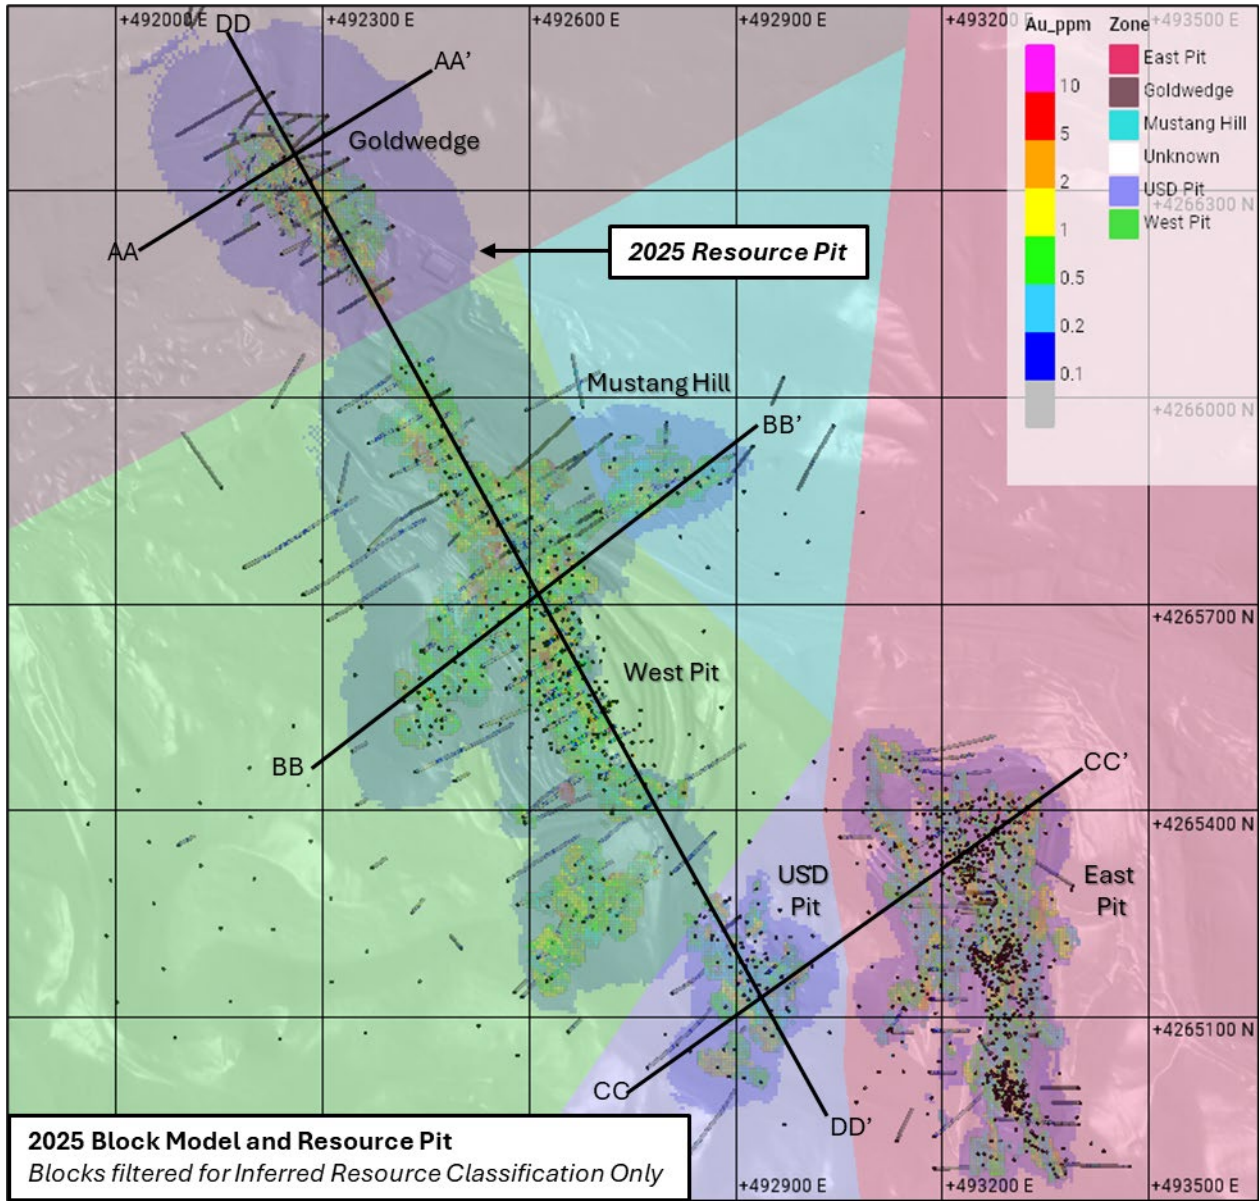 +492000 E
+492300 E
+492600 E
+492900 E
+493200 E
+493500 E
DD
AA'
Goldwedge
AA
2025 Resource Pit
Au_ppm
10
5
2
1
0.5
0.2
0.1
Zone
East Pit
Goldwedge
Mustang Hill
Unknown
USD Pit
West Pit
+4266300 N
Mustang Hill
+4266000 N
BB'
+4265700 N
West Pit
BB
CC'
+4265400 N
USD
Pit
East
Pit
+4265100 N
CC
DD'
2025 Block Model and Resource Pit
Blocks filtered for Inferred Resource Classification Only
+492900 E
+493200 E
+493500 E